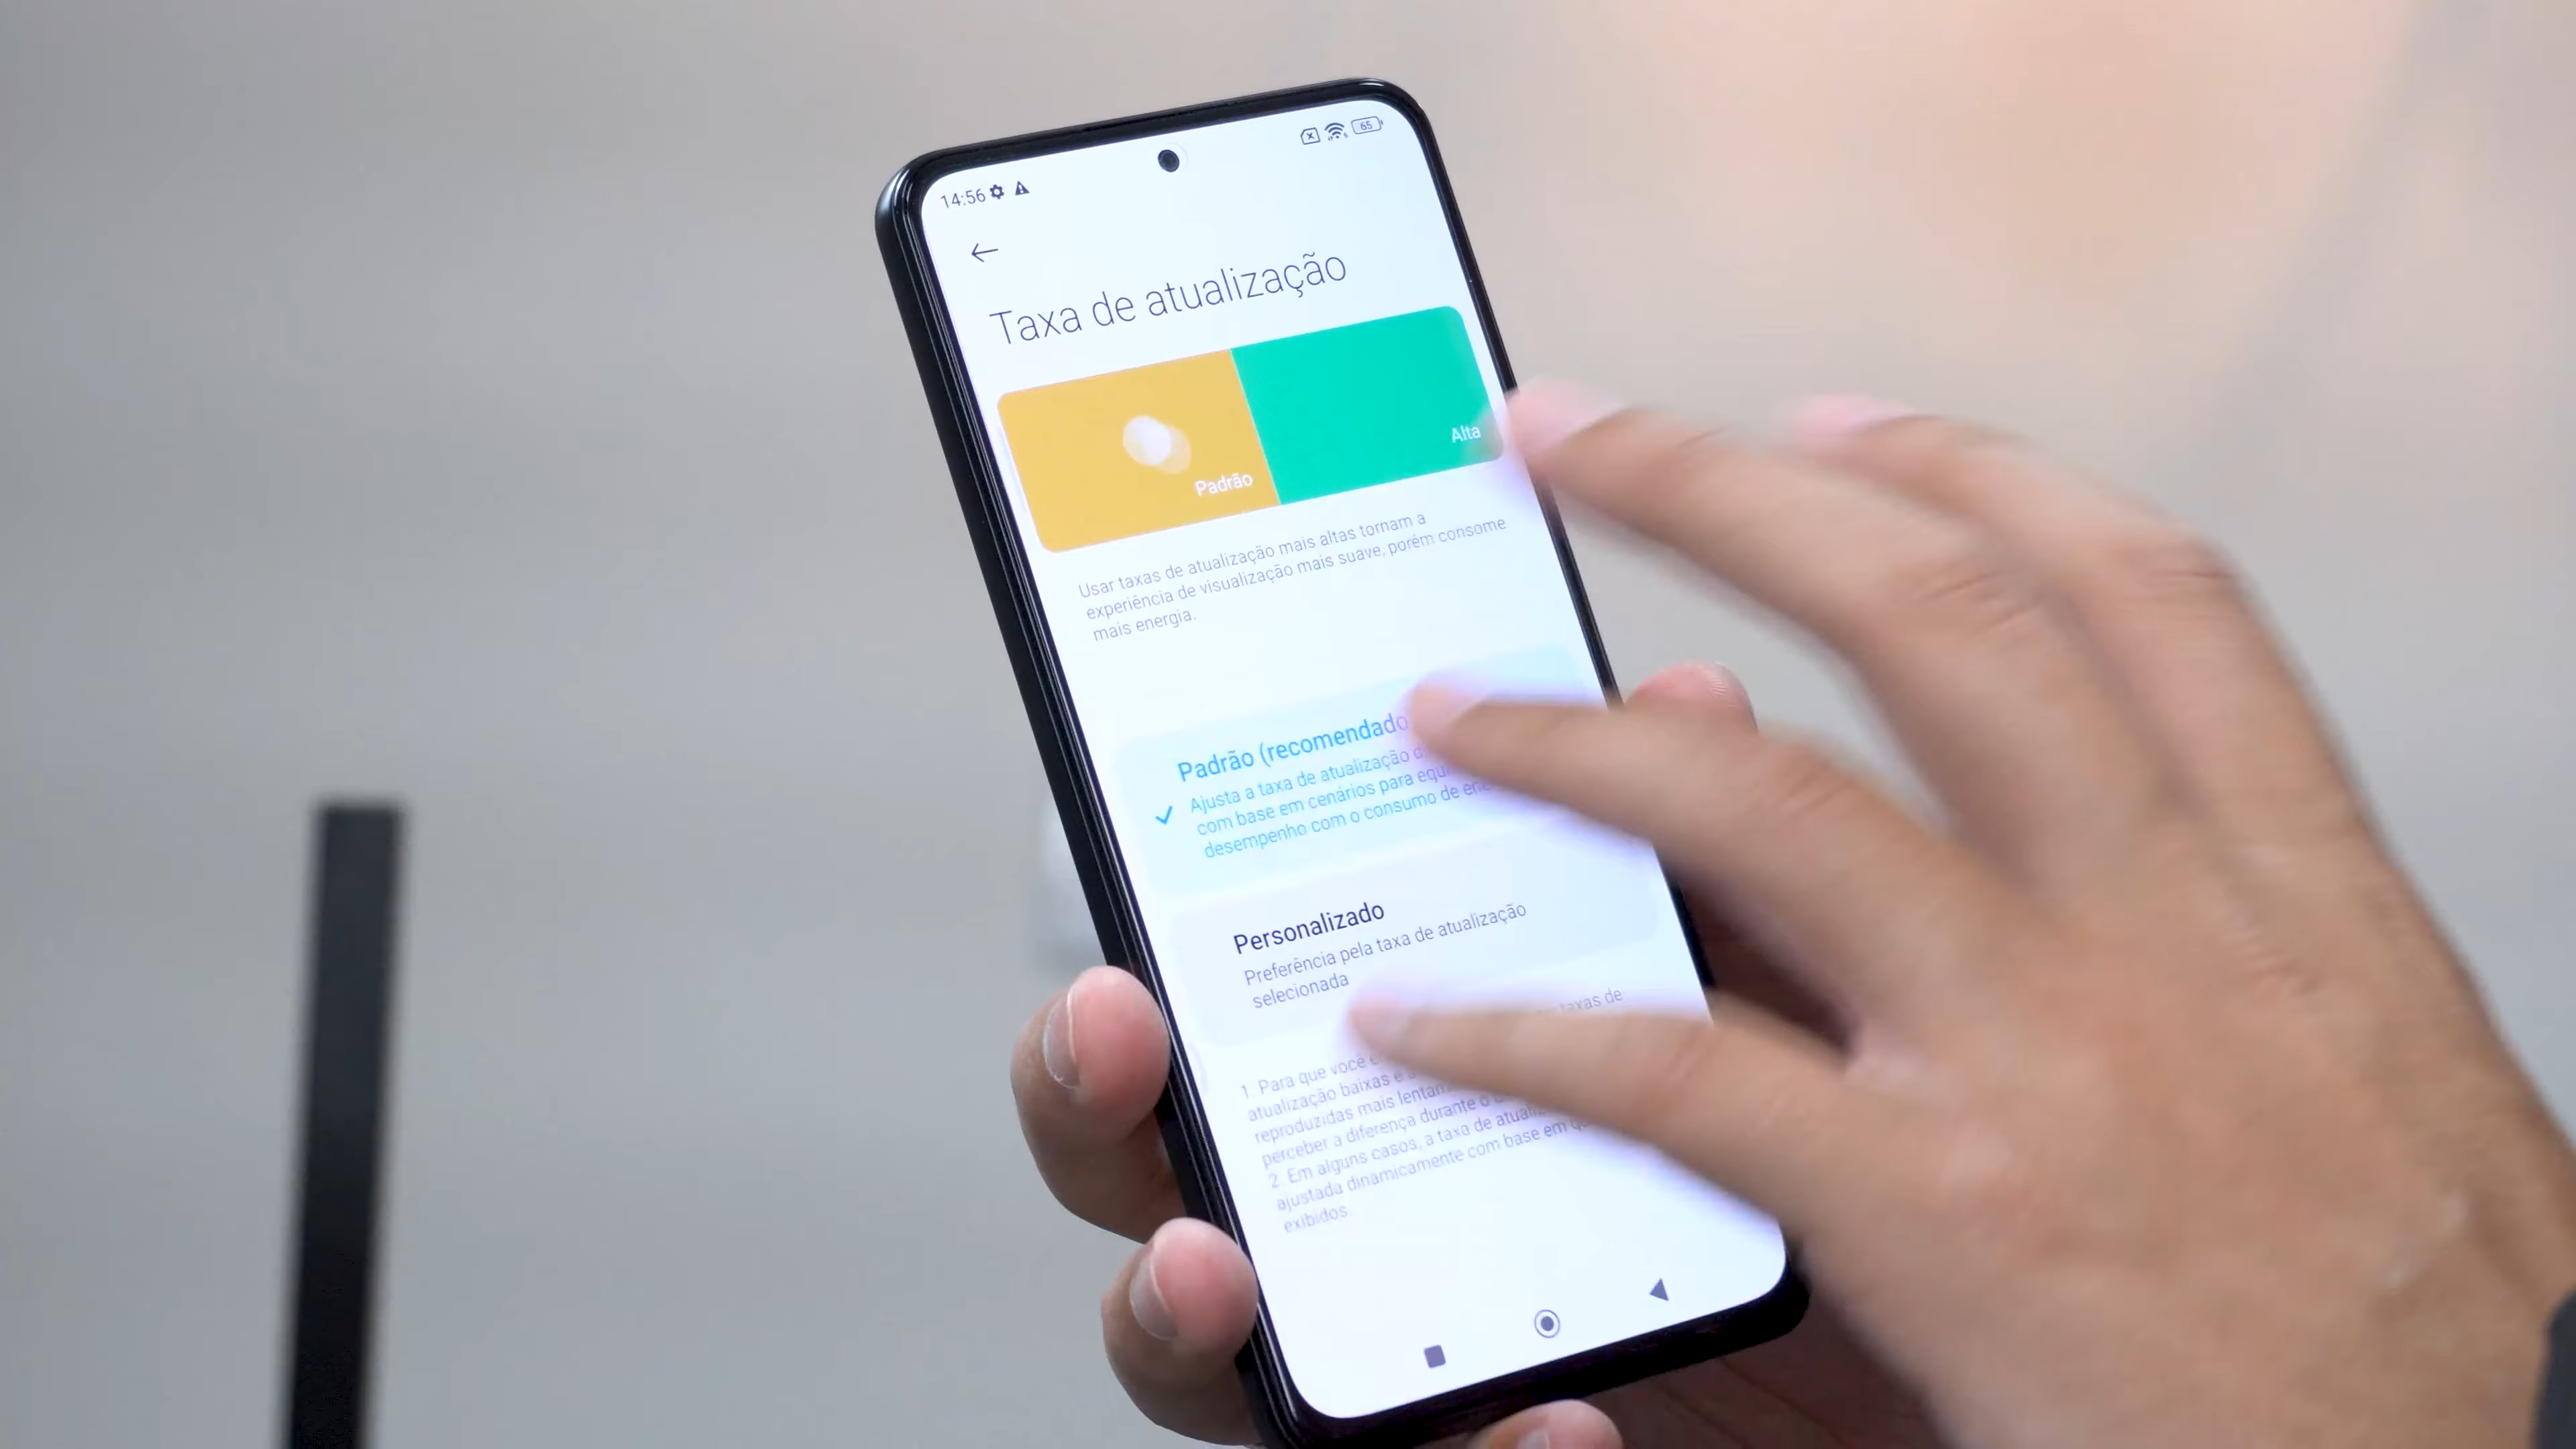 14:56
65
Taxa de atualização
Padrão
Alta
Usar taxas de atualização mais altas tornam a
experiência de visualização mais suave, porém consome
mais energia.
Padrão (recomendado
Ajusta a taxa de atualização
com base em cenários para
desempenho com o consumo de
Personalizado
Preferência pela taxa de atualização
selecionada
1. Para que você taxas de
atualização baixas e
reproduzidas mais
perceber a diferença durante o
2. Em alguns casos, a taxa de
ajustada dinamicamente com base em
exibidos.